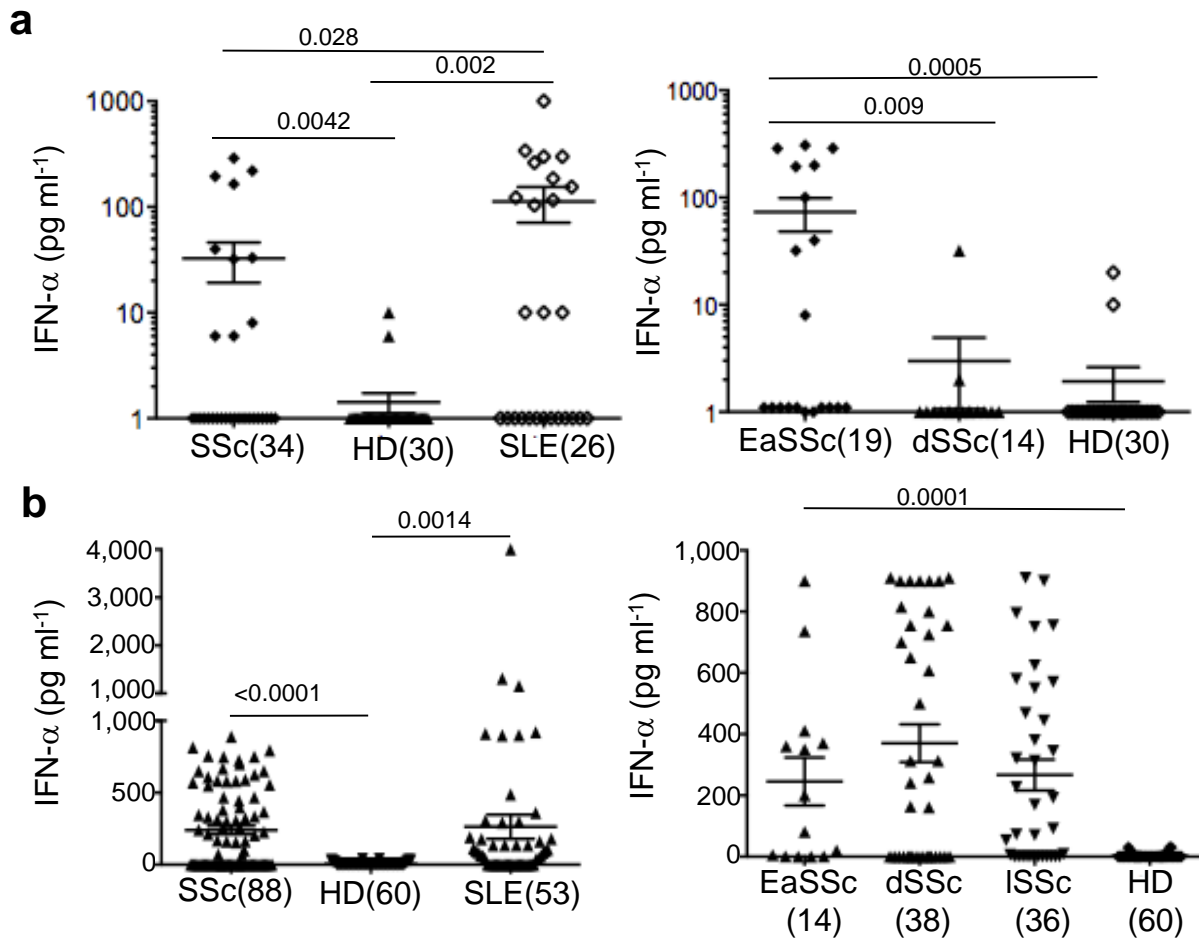 a
0.028
0.002
0.0042
IFN-α (pg ml-1)
1000
100
10
1
SSc(34) HD(30) SLE(26)
0.0005
0.009
IFN-α (pg ml-1)
1000
100
10
1
EaSSc(19) dSSc(14) HD(30)
b
0.0014
<0.0001
IFN-α (pg ml-1)
4,000
3,000
2,000
1,000
1,000
500
0
SSc(88) HD(60) SLE(53)
0.0001
IFN-α (pg ml-1)
1,000
800
600
400
200
0
EaSSc dSSc lSSc HD
(14) (38) (36) (60)